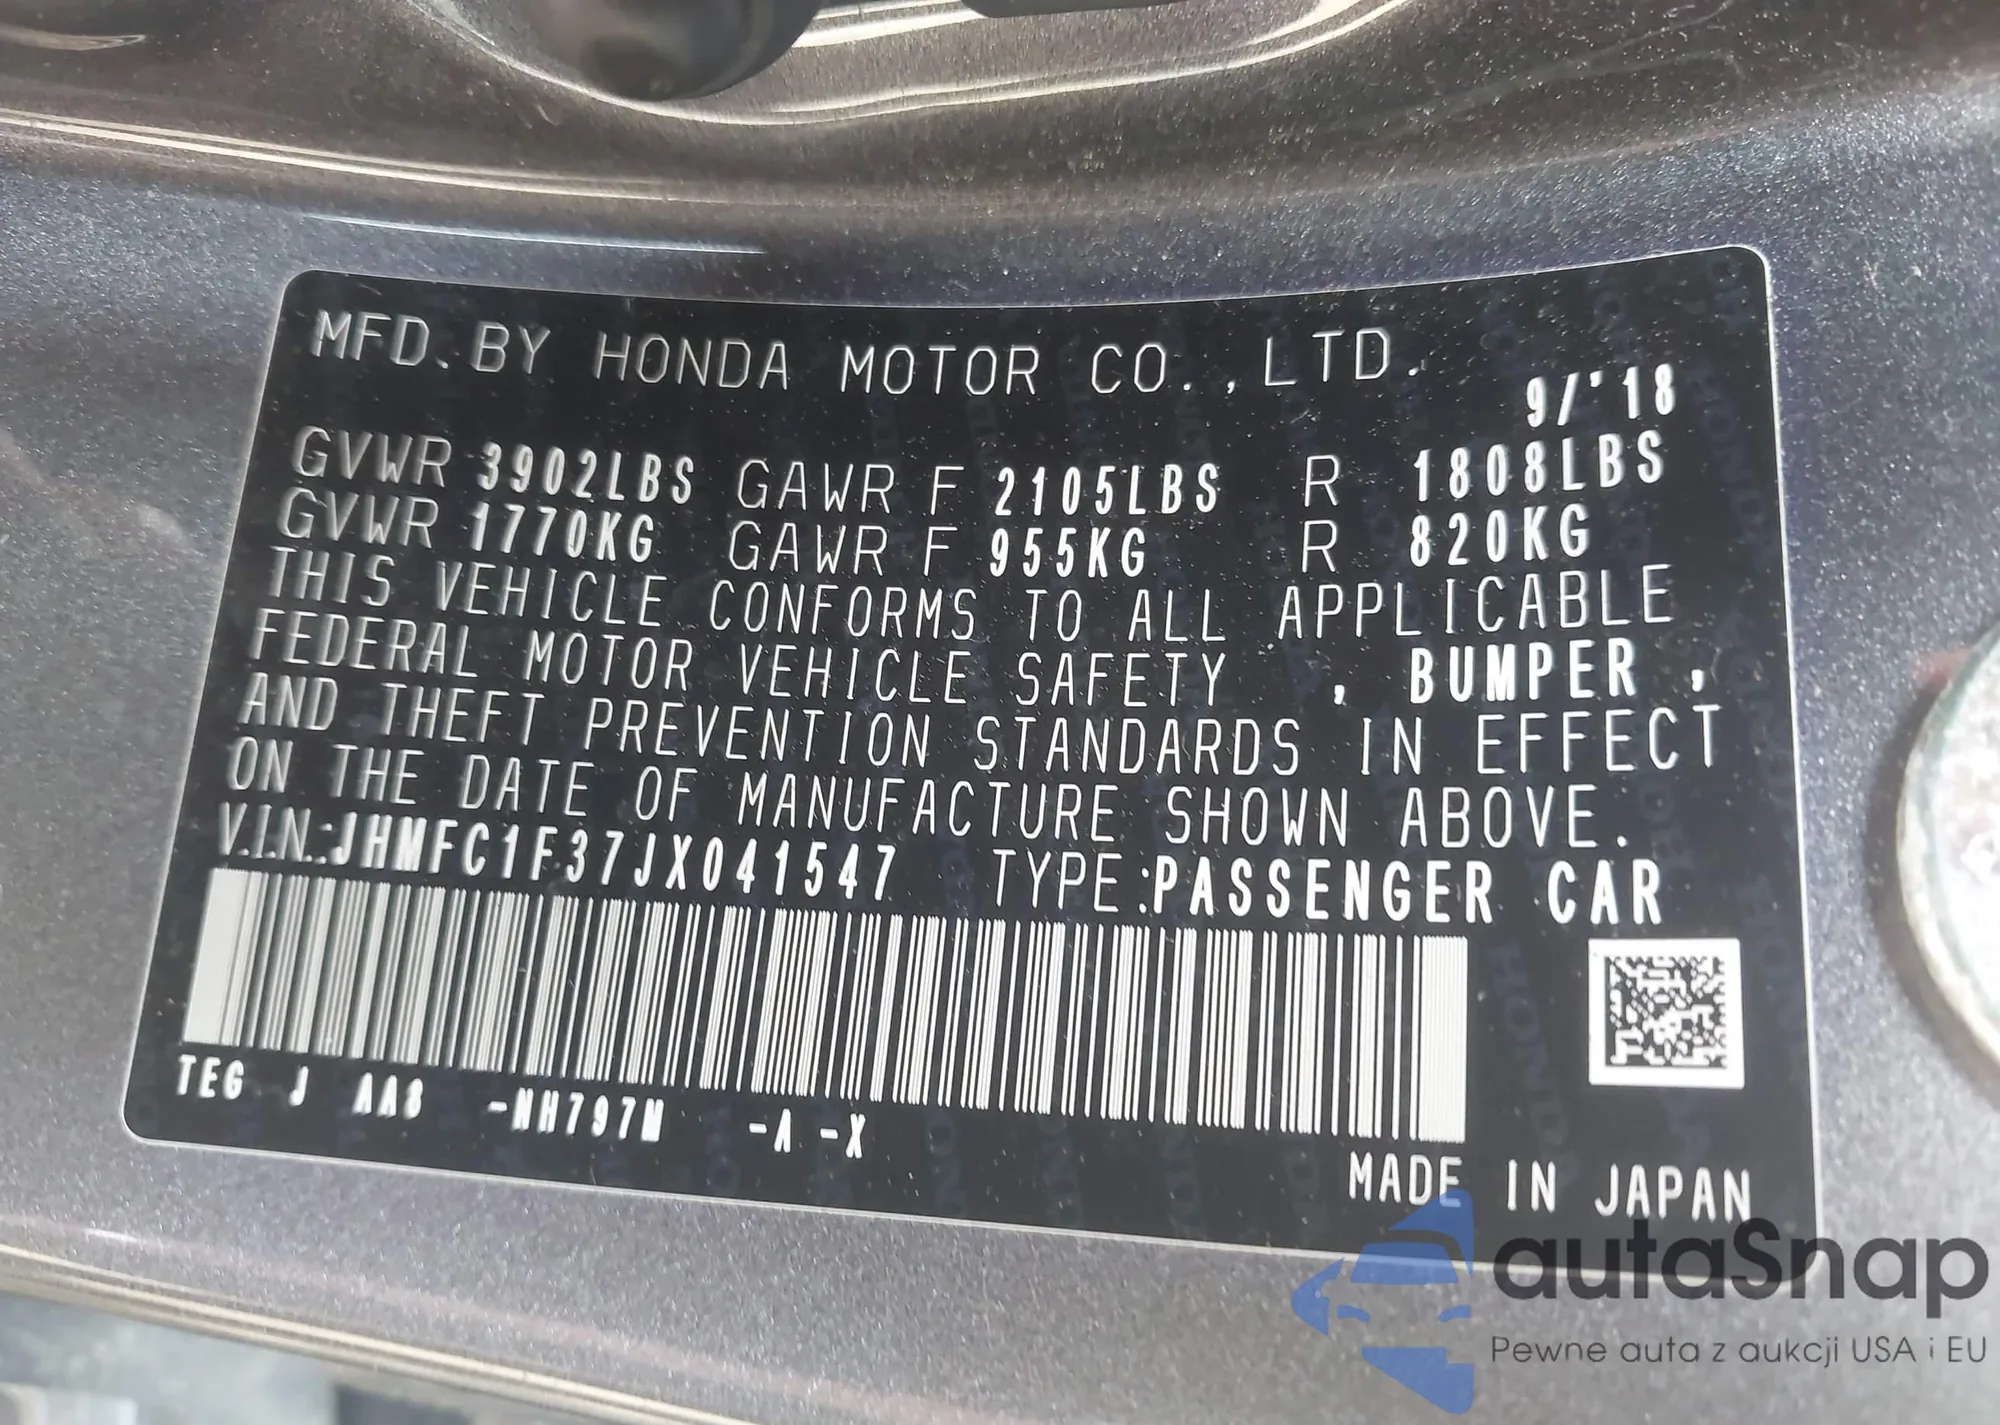 MFD. BY HONDA MOTOR CO., LTD.
9/'18
GVWR 3902LBS GAWR F 2105LBS R 1808LBS
GVWR 1770KG GAWR F 955KG R 820KG
THIS VEHICLE CONFORMS TO ALL APPLICABLE
FEDERAL MOTOR VEHICLE SAFETY , BUMPER ,
AND THEFT PREVENTION STANDARDS IN EFFECT
ON THE DATE OF MANUFACTURE SHOWN ABOVE.
V.I.N.:JHMFC1F37JX041547 TYPE:PASSENGER CAR
TEG J AA8 -NH797M -A -X
MADE IN JAPAN
autaSnap
Pewne auta z aukcji USA i EU